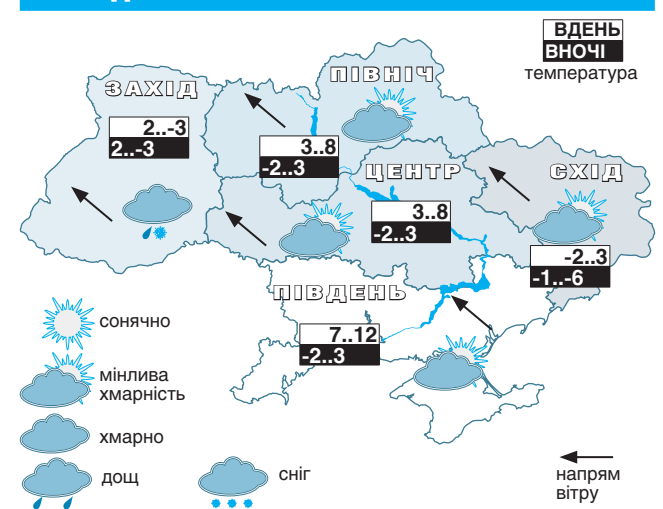 ВДЕНЬ
ВНОЧІ
температура
ПІВНІЧ
ЗАХІД
2..-3
2..-3
3..8
-2..3
ЦЕНТР
СХІД
3..8
-2..3
-2..3
-1..-6
ПІВДЕНЬ
7..12
-2..3
сонячно
мінлива
хмарність
хмарно
дощ
сніг
напрям
вітру